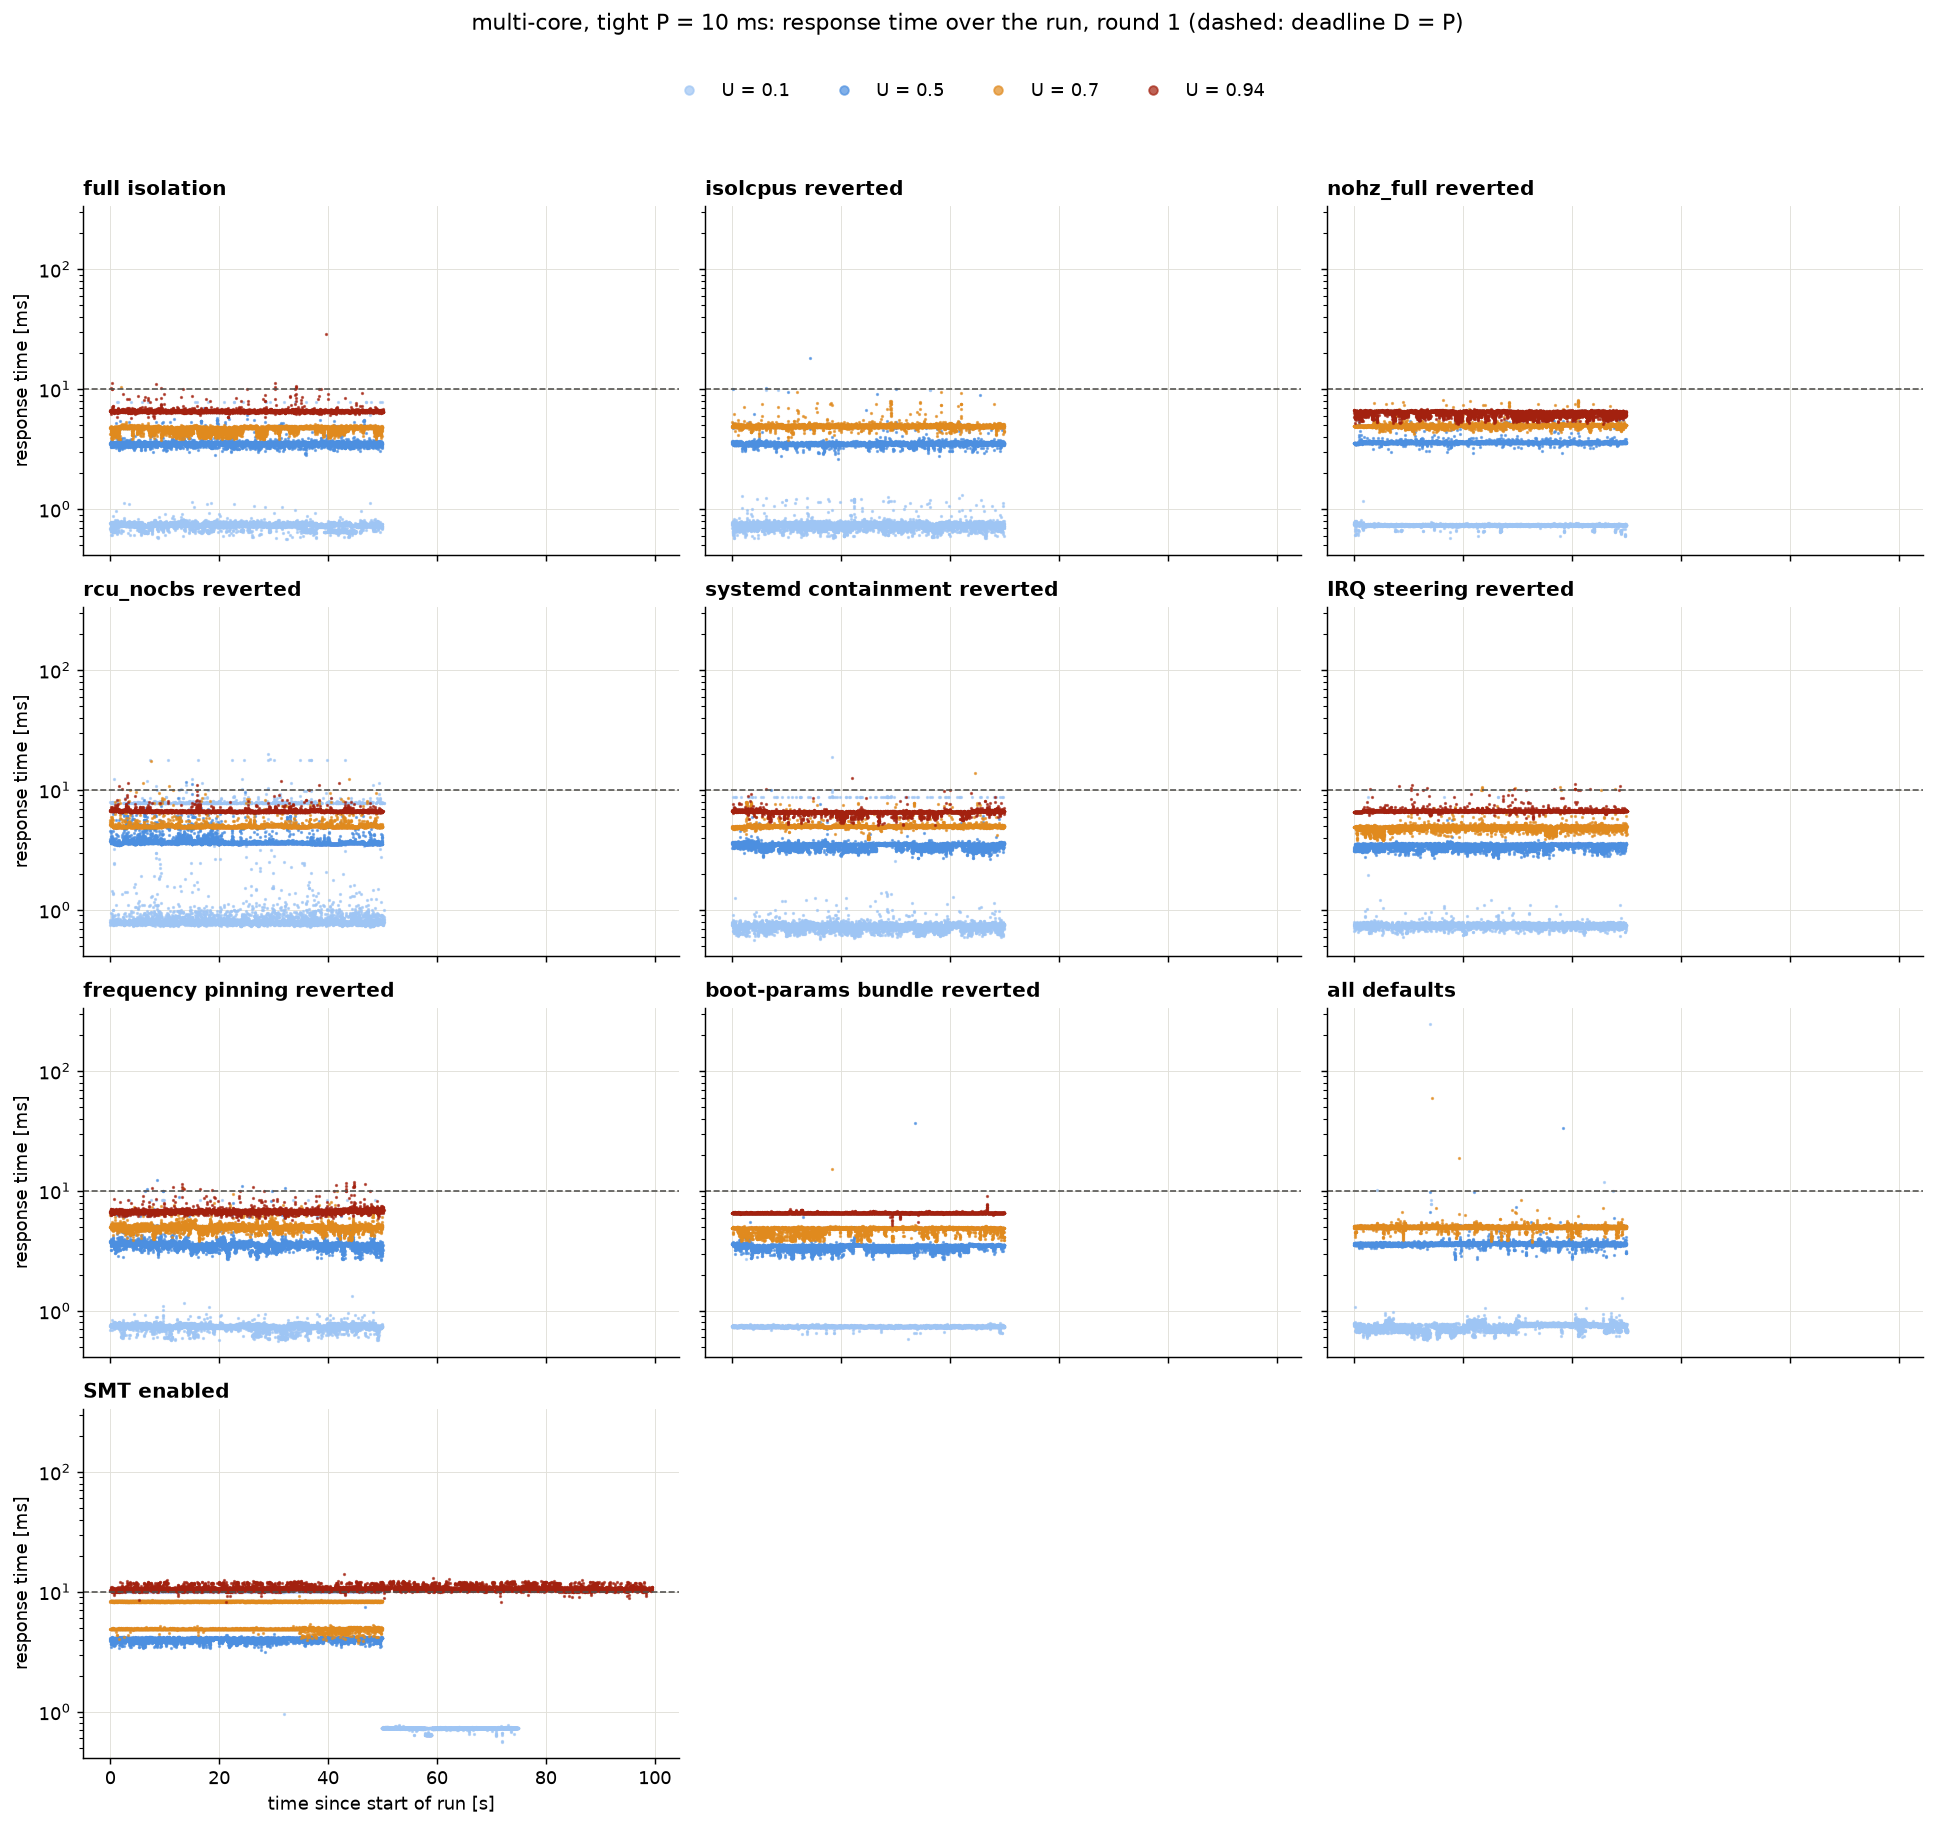 multi-core, tight P = 10 ms: response time over the run, round 1 (dashed: deadline D = P)
U = 0.1 U = 0.5 U = 0.7 U = 0.94
full isolation
isolcpus reverted
nohz_full reverted
response time [ms]
10²
10¹
10⁰
rcu_nocbs reverted
systemd containment reverted
IRQ steering reverted
response time [ms]
10²
10¹
10⁰
frequency pinning reverted
boot-params bundle reverted
all defaults
response time [ms]
10²
10¹
10⁰
SMT enabled
response time [ms]
10²
10¹
10⁰
0 20 40 60 80 100
time since start of run [s]